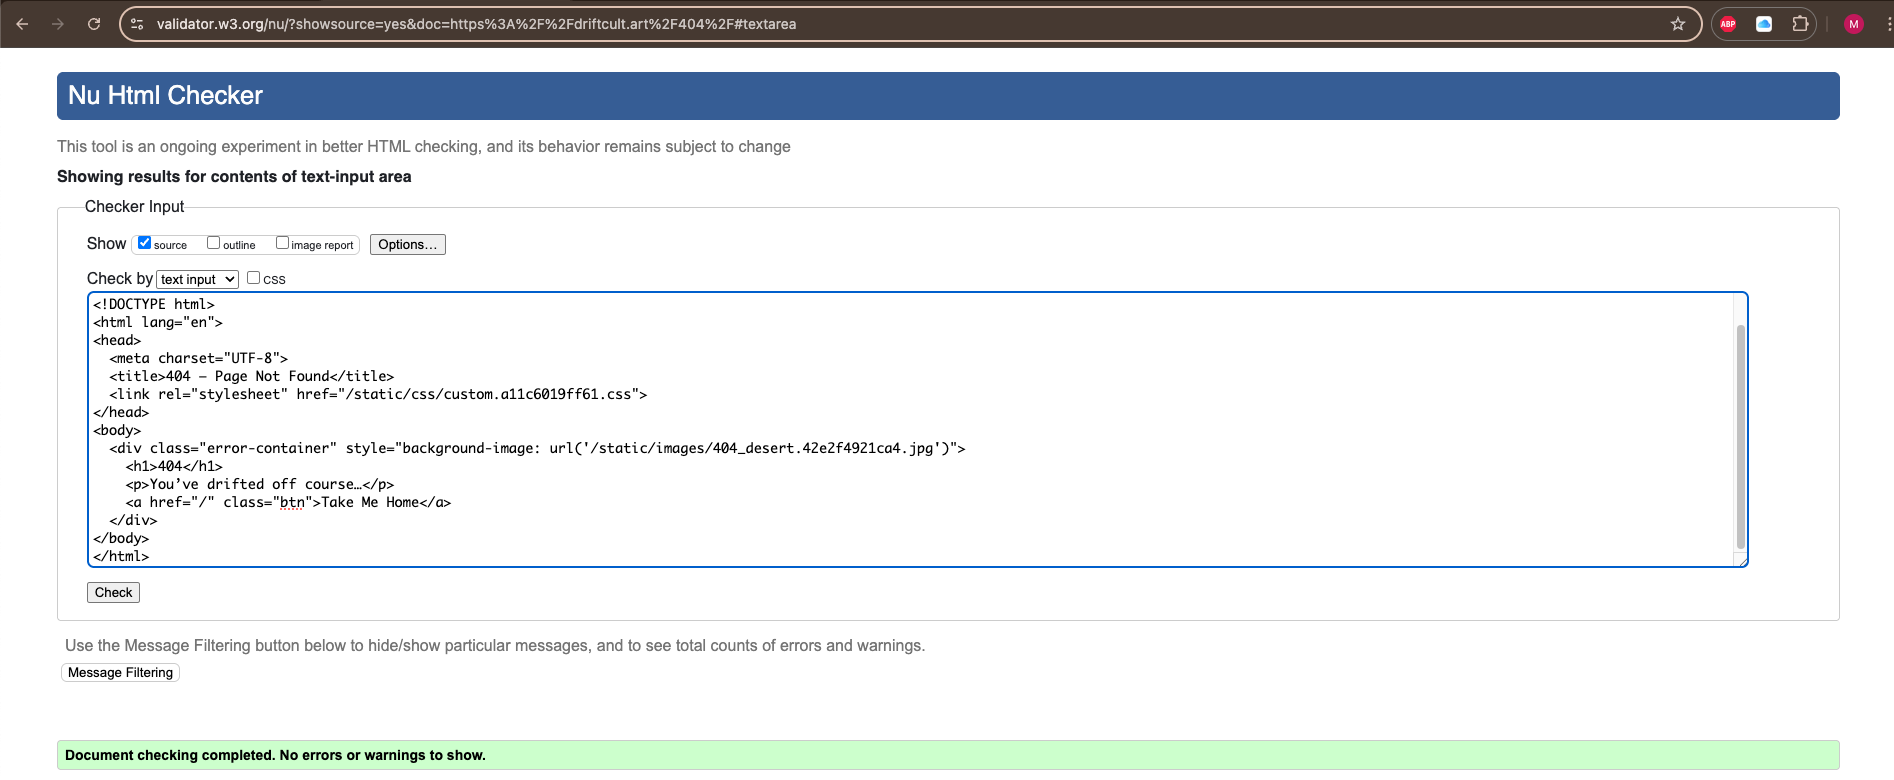 validator.w3.org/nu/?showsource=yes&doc=https%3A%2F%2Fdriftcult.art%2F404%2F#textarea
ABP
M
Nu Html Checker
This tool is an ongoing experiment in better HTML checking, and its behavior remains subject to change
Showing results for contents of text-input area
Checker Input
Show source outline image report Options...
Check by text input CSS
<!DOCTYPE html>
<html lang="en">
<head>
  <meta charset="UTF-8">
  <title>404 – Page Not Found</title>
  <link rel="stylesheet" href="/static/css/custom.a11c6019ff61.css">
</head>
<body>
  <div class="error-container" style="background-image: url('/static/images/404_desert.42e2f4921ca4.jpg')">
    <h1>404</h1>
    <p>You’ve drifted off course…</p>
    <a href="/" class="btn">Take Me Home</a>
  </div>
</body>
</html>
Check
Use the Message Filtering button below to hide/show particular messages, and to see total counts of errors and warnings.
Message Filtering
Document checking completed. No errors or warnings to show.